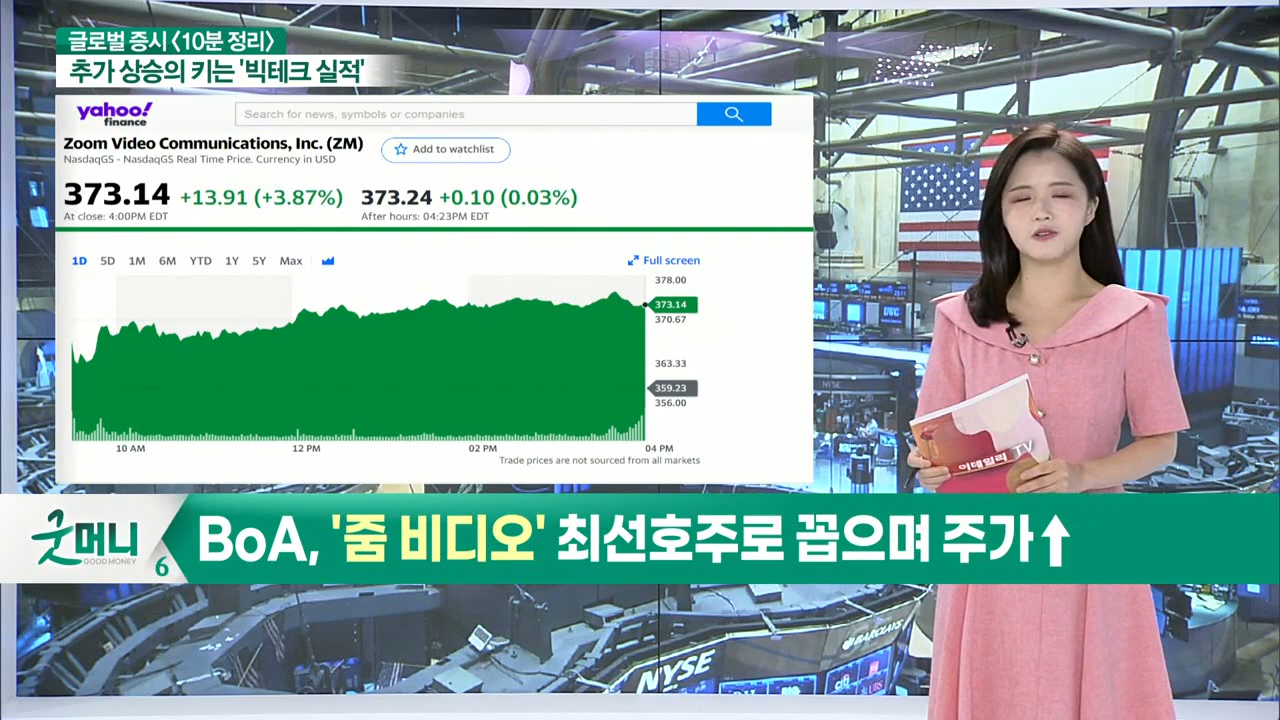 글로벌 증시 <10분 정리>
추가 상승의 키는 '빅테크 실적'
yahoo!
finance
Search for news, symbols or companies
Zoom Video Communications, Inc. (ZM)
NasdaqGS - NasdaqGS Real Time Price. Currency in USD
Add to watchlist
373.14 +13.91 (+3.87%) 373.24 +0.10 (0.03%)
At close: 4:00PM EDT After hours: 04:23PM EDT
1D 5D 1M 6M YTD 1Y 5Y Max
Full screen
378.00
373.14
370.67
363.33
359.23
356.00
10 AM 12 PM 02 PM 04 PM
Trade prices are not sourced from all markets
NYSE
이데일리 TV
굿머니
GOOD MONEY
6
BoA, '줌 비디오' 최선호주로 꼽으며 주가↑
BARCLAYS
NYSE
citi
UBS